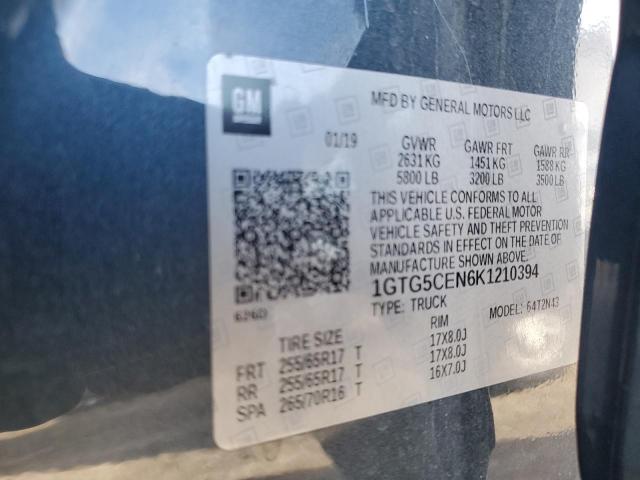 GM
MFD BY GENERAL MOTORS LLC
01/19
GVWR GAWR FRT GAWR RR
2631 KG 1451 KG 1588 KG
5800 LB 3200 LB 3500 LB
THIS VEHICLE CONFORMS TO ALL
APPLICABLE U.S. FEDERAL MOTOR
VEHICLE SAFETY AND THEFT PREVENTION
STANDARDS IN EFFECT ON THE DATE OF
MANUFACTURE SHOWN ABOVE.
1GTG5CEN6K1210394
TYPE: TRUCK MODEL: 64T2N43
626D
TIRE SIZE RIM
FRT 255/65R17 T 17X8.0J
RR 255/65R17 T 17X8.0J
SPA 265/70R16 T 16X7.0J